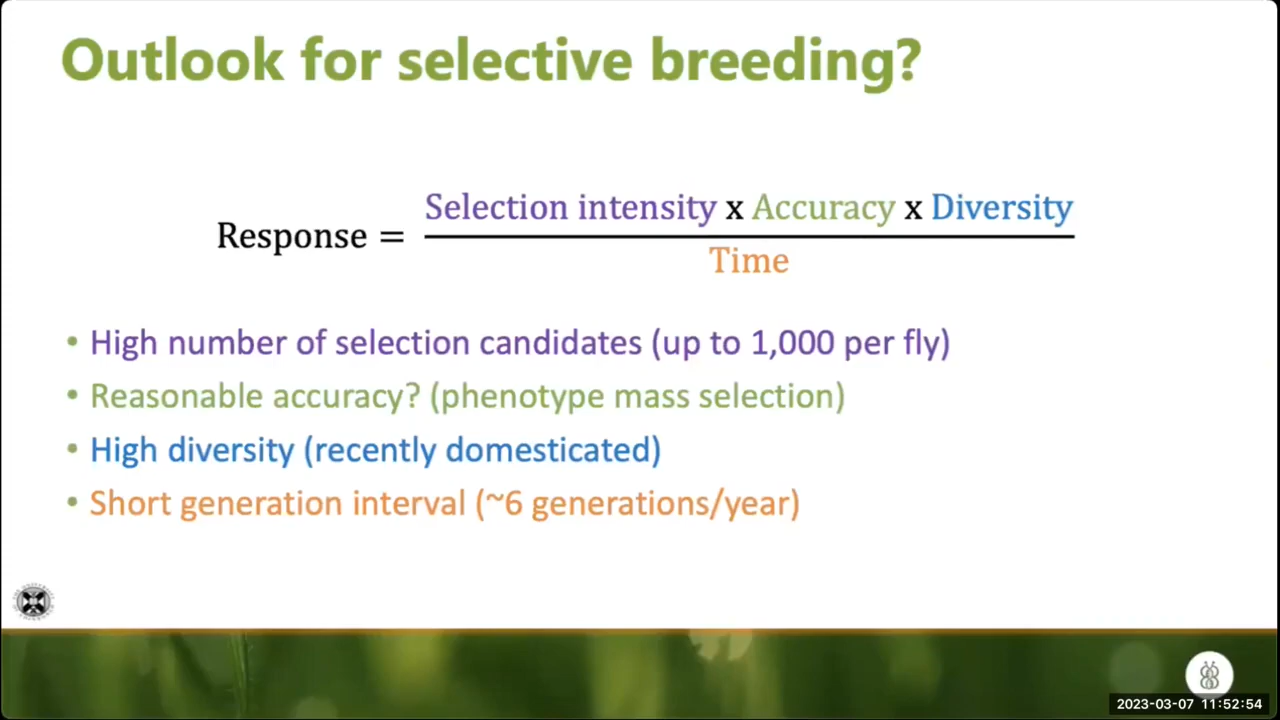 Outlook for selective breeding?
Selection intensity x Accuracy x Diversity
Response =
Time
• High number of selection candidates (up to 1,000 per fly)
• Reasonable accuracy? (phenotype mass selection)
• High diversity (recently domesticated)
• Short generation interval (~6 generations/year)
2023-03-07 11:52:54